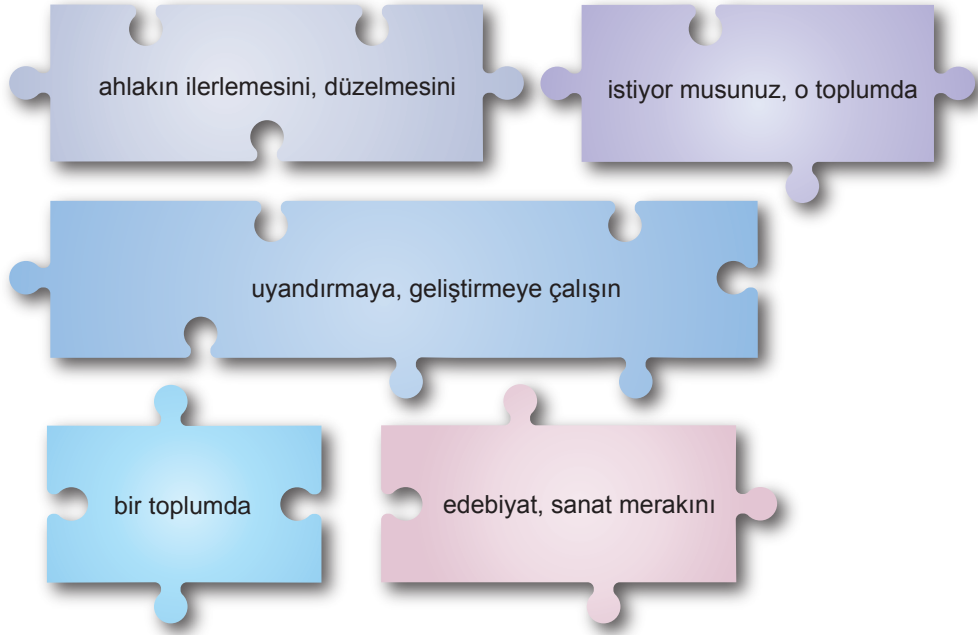 ahlakın ilerlemesini, düzelmesini
istiyor musunuz, o toplumda
uyandırmaya, geliştirmeye çalışın
bir toplumda
edebiyat, sanat merakını